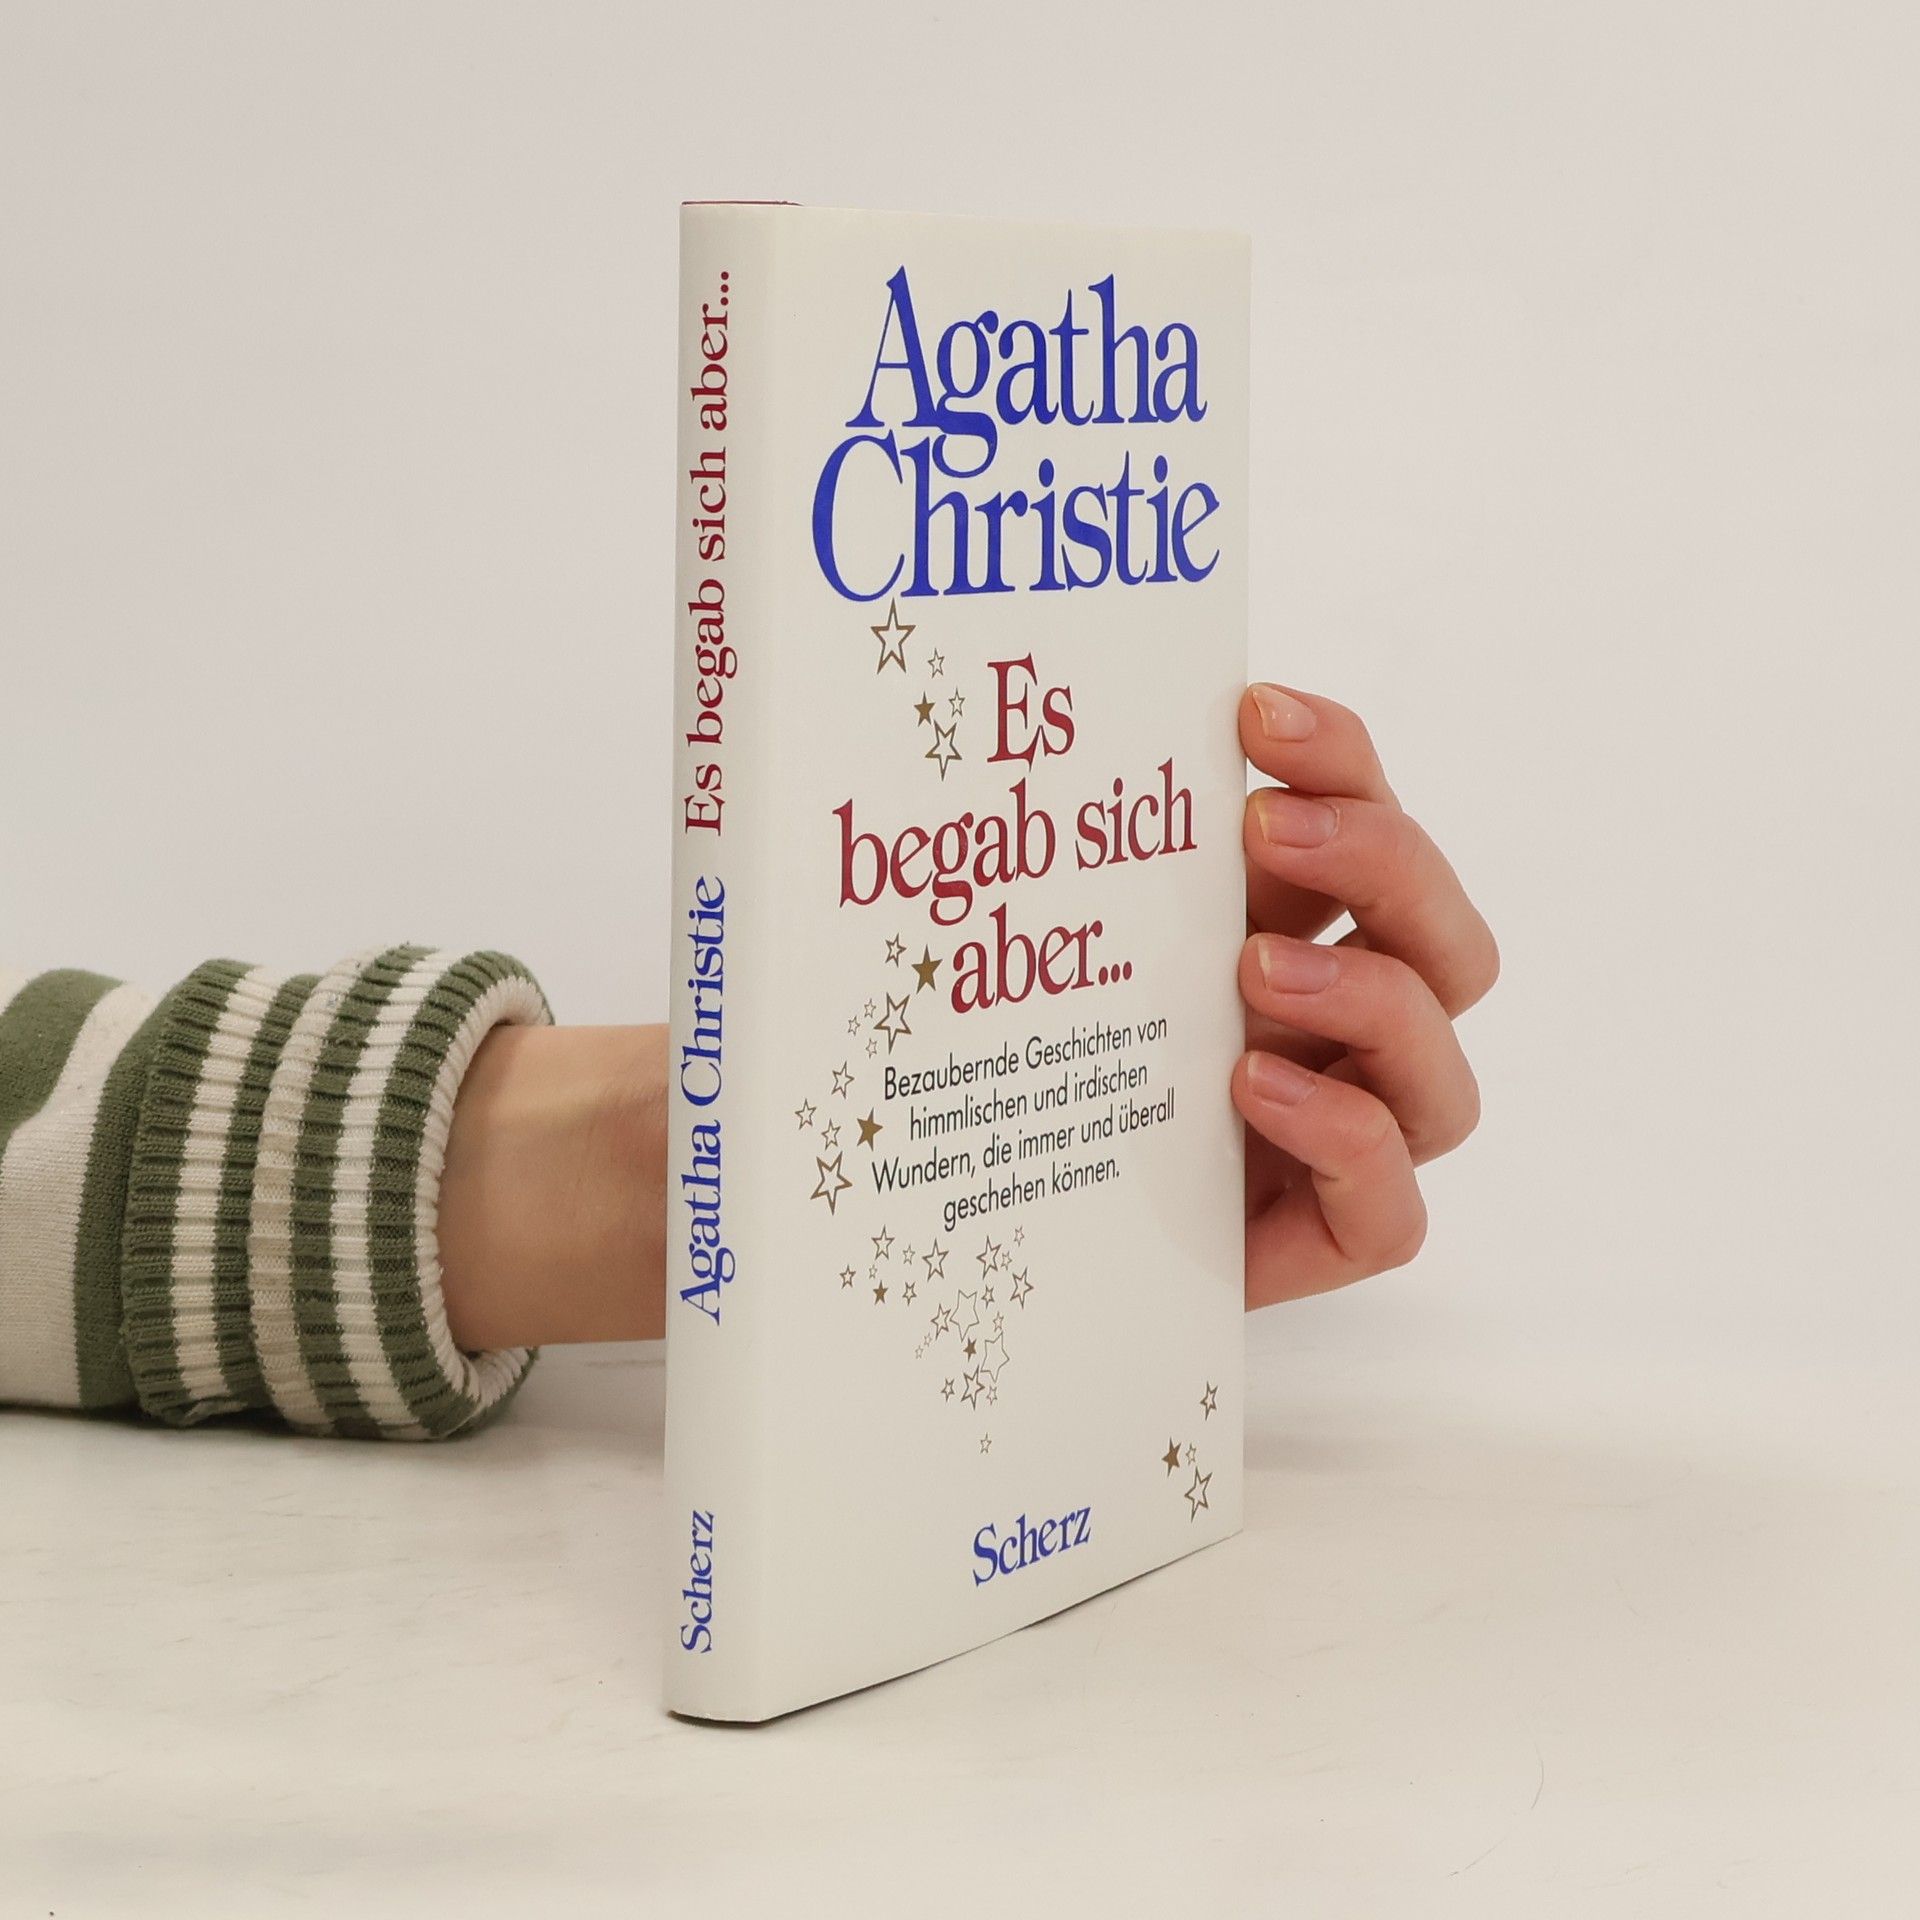 Agatha Christie Es begab sich aber...
Scherz
Agatha
Christie
Es
begab sich
aber...
Bezaubernde Geschichten von
himmlischen und irdischen
Wundern, die immer und überall
geschehen können.
Scherz